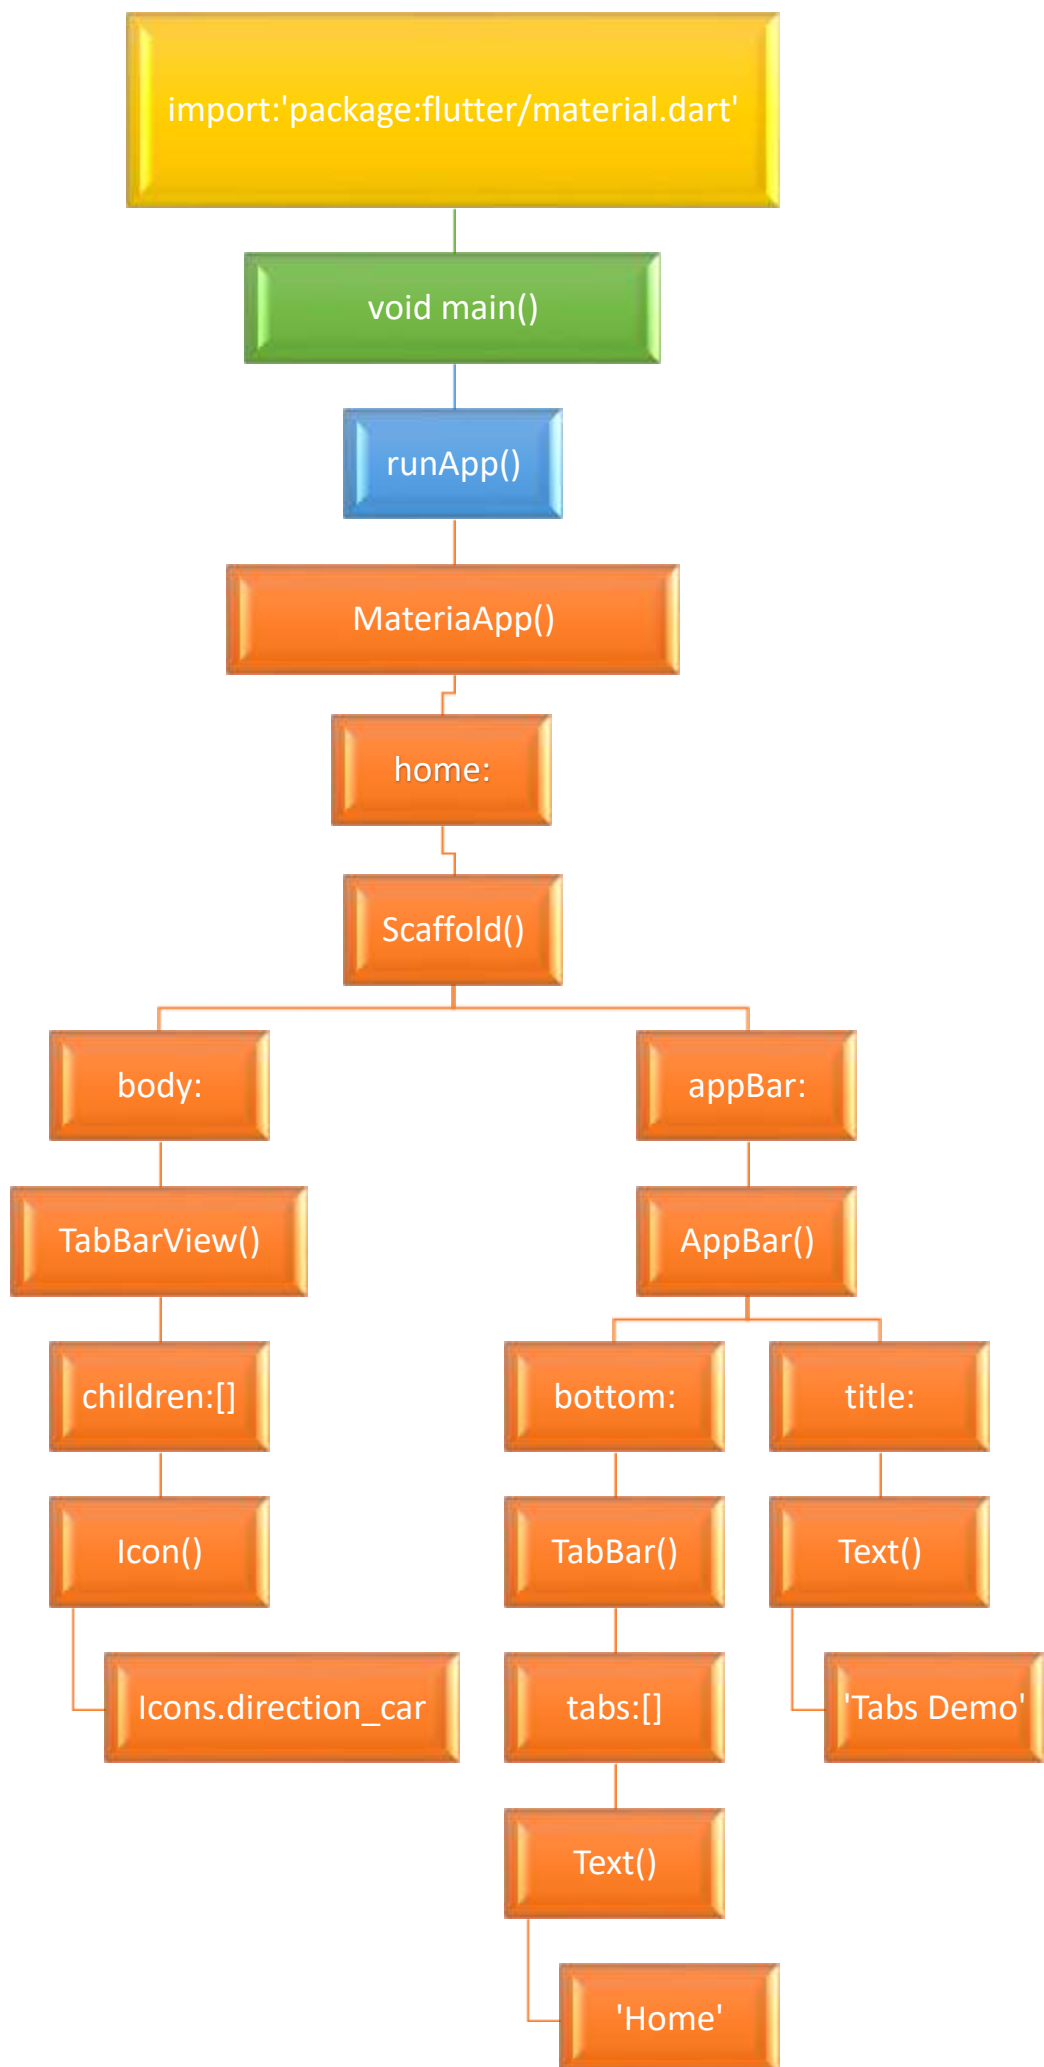 import:'package:flutter/material.dart'
void main()
runApp()
MateriaApp()
home:
Scaffold()
body:
appBar:
TabBarView()
AppBar()
children:[]
bottom:
title:
Icon()
TabBar()
Text()
Icons.direction_car
tabs:[]
'Tabs Demo'
Text()
'Home'